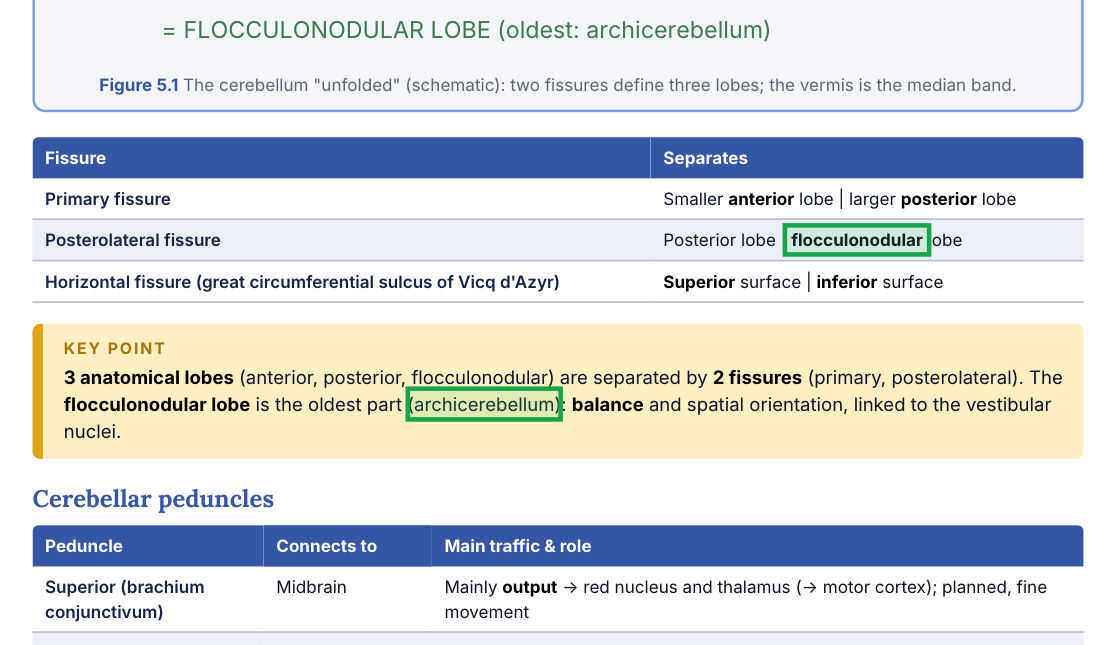 = FLOCCULONODULAR LOBE (oldest: archicerebellum)
Figure 5.1 The cerebellum "unfolded" (schematic): two fissures define three lobes; the vermis is the median band.
Fissure Separates
Primary fissure Smaller anterior lobe | larger posterior lobe
Posterolateral fissure Posterior lobe flocculonodular obe
Horizontal fissure (great circumferential sulcus of Vicq d'Azyr) Superior surface | inferior surface
KEY POINT
3 anatomical lobes (anterior, posterior, flocculonodular) are separated by 2 fissures (primary, posterolateral). The
flocculonodular lobe is the oldest part (archicerebellum): balance and spatial orientation, linked to the vestibular
nuclei.
Cerebellar peduncles
Peduncle Connects to Main traffic & role
Superior (brachium Midbrain Mainly output → red nucleus and thalamus (→ motor cortex); planned, fine
conjunctivum) movement